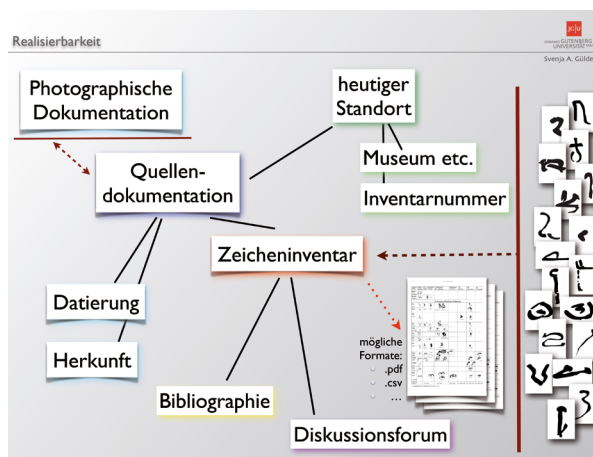 Realisierbarkeit
JG|U
JOHANNES GUTENBERG
UNIVERSITÄT
Svenja A. Gülde
Photographische
Dokumentation
heutiger
Standort
Museum etc.
Inventarnummer
Quellen-
dokumentation
Zeicheninventar
Datierung
Herkunft
mögliche
Formate:
.pdf
.csv
...
Bibliographie
Diskussionsforum